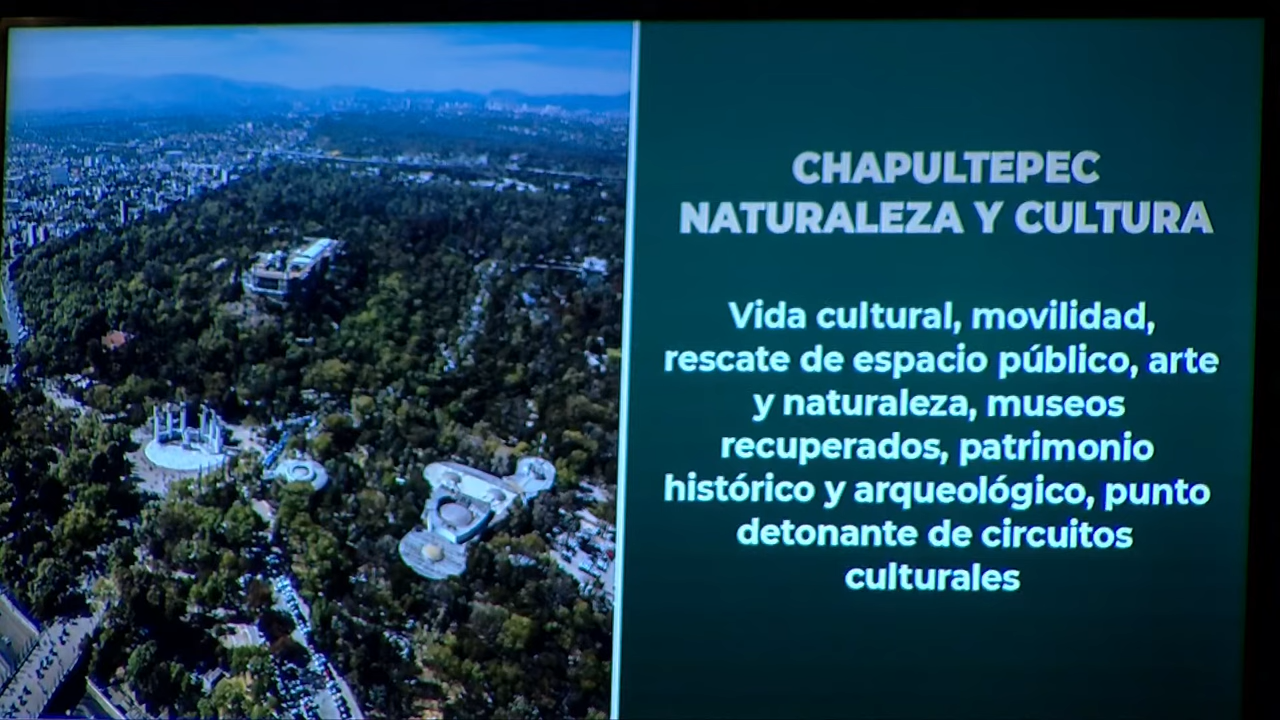 CHAPULTEPEC
NATURALEZA Y CULTURA
Vida cultural, movilidad,
rescate de espacio público, arte
y naturaleza, museos
recuperados, patrimonio
histórico y arqueológico, punto
detonante de circuitos
culturales